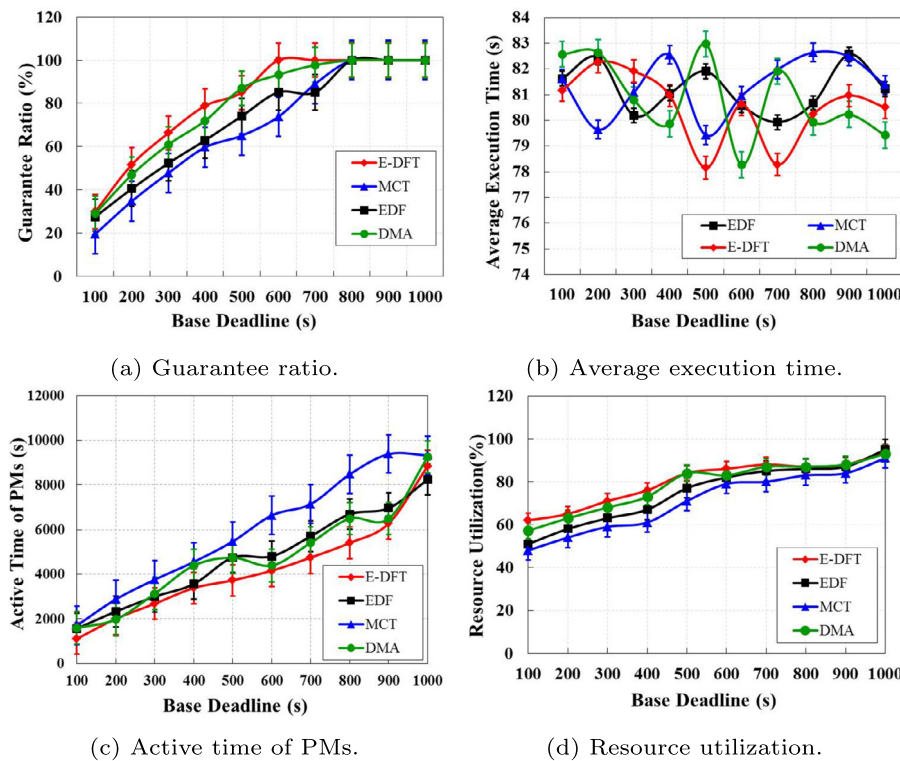 Guarantee Ratio (%)
120
100
80
60
40
20
0
E-DFT
MCT
EDF
DMA
100 200 300 400 500 600 700 800 900 1000
Base Deadline (s)
(a) Guarantee ratio.
Average Execution Time (s)
83
82
81
80
79
78
77
76
75
74
EDF MCT
E-DFT DMA
100 200 300 400 500 600 700 800 900 1000
Base Deadline (s)
(b) Average execution time.
Active Time of PMs (s)
12000
10000
8000
6000
4000
2000
0
E-DFT
EDF
MCT
DMA
100 200 300 400 500 600 700 800 900 1000
Base Deadline (s)
(c) Active time of PMs.
Resource Utilization(%)
120
100
80
60
40
20
0
E-DFT
EDF
MCT
DMA
100 200 300 400 500 600 700 800 900 1000
Base Deadline (s)
(d) Resource utilization.